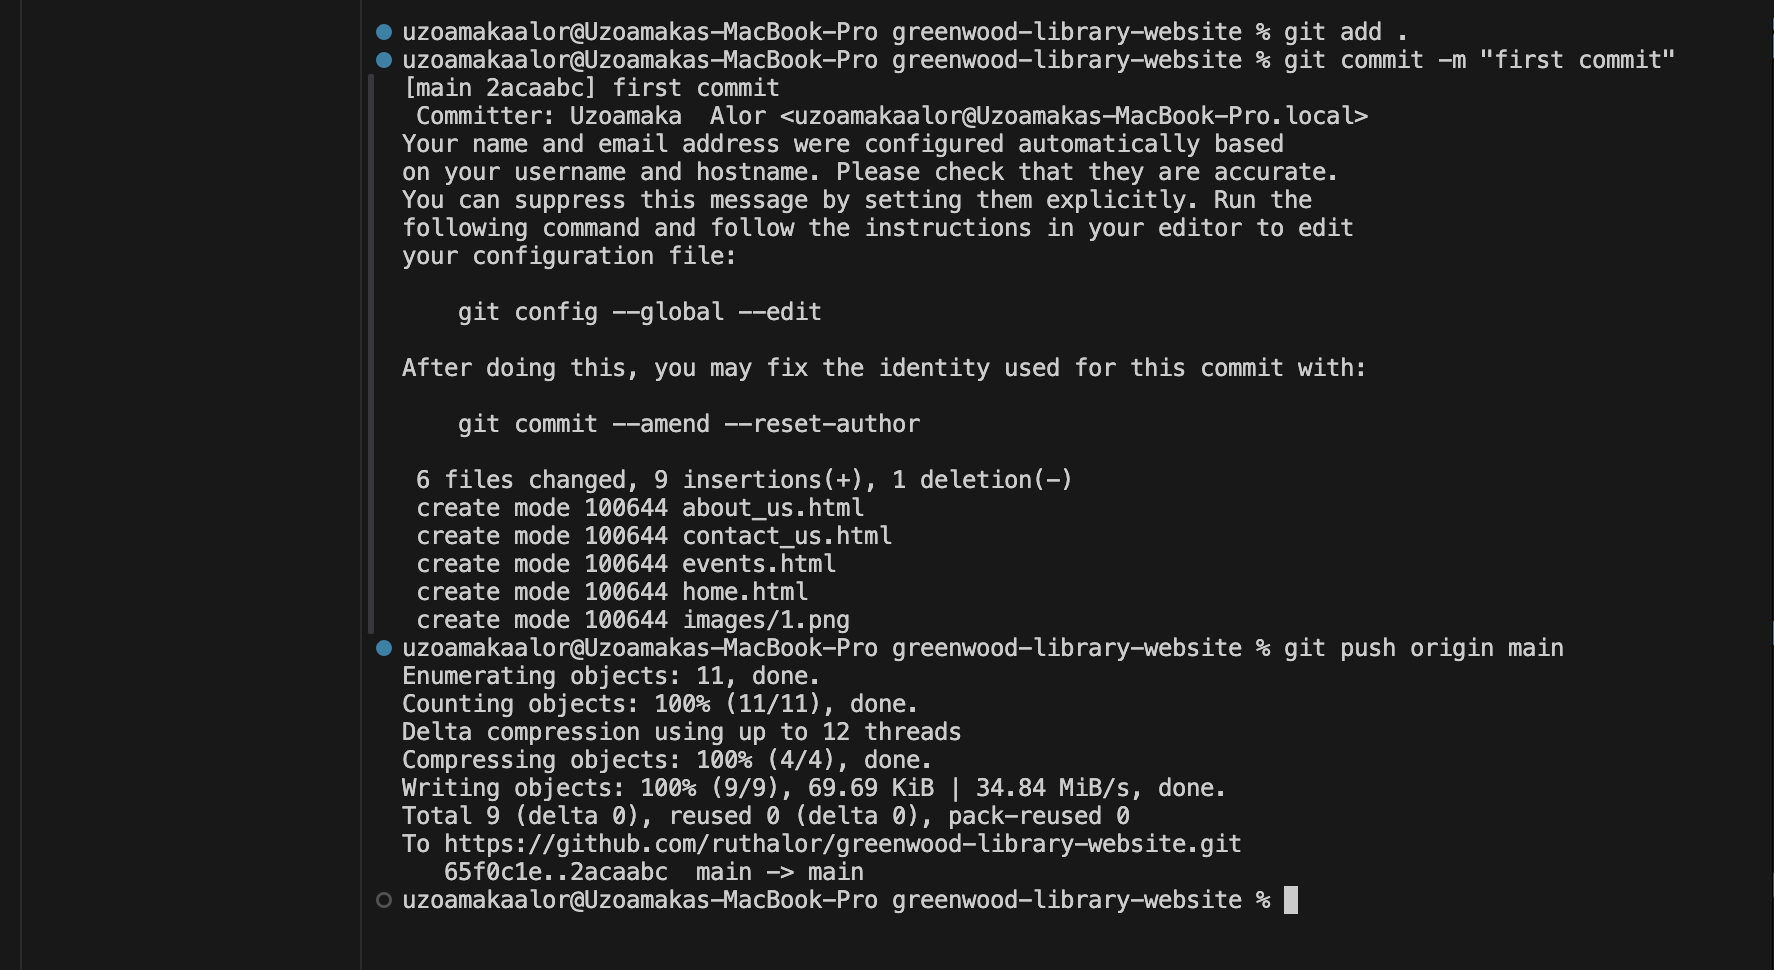 uzoamakaalor@Uzoamakas-MacBook-Pro greenwood-library-website % git add .
uzoamakaalor@Uzoamakas-MacBook-Pro greenwood-library-website % git commit -m "first commit"
[main 2acaabc] first commit
 Committer: Uzoamaka  Alor <uzoamakaalor@Uzoamakas-MacBook-Pro.local>
Your name and email address were configured automatically based
on your username and hostname. Please check that they are accurate.
You can suppress this message by setting them explicitly. Run the
following command and follow the instructions in your editor to edit
your configuration file:

    git config --global --edit

After doing this, you may fix the identity used for this commit with:

    git commit --amend --reset-author

 6 files changed, 9 insertions(+), 1 deletion(-)
 create mode 100644 about_us.html
 create mode 100644 contact_us.html
 create mode 100644 events.html
 create mode 100644 home.html
 create mode 100644 images/1.png
uzoamakaalor@Uzoamakas-MacBook-Pro greenwood-library-website % git push origin main
Enumerating objects: 11, done.
Counting objects: 100% (11/11), done.
Delta compression using up to 12 threads
Compressing objects: 100% (4/4), done.
Writing objects: 100% (9/9), 69.69 KiB | 34.84 MiB/s, done.
Total 9 (delta 0), reused 0 (delta 0), pack-reused 0
To https://github.com/ruthalor/greenwood-library-website.git
   65f0c1e..2acaabc  main -> main
uzoamakaalor@Uzoamakas-MacBook-Pro greenwood-library-website %